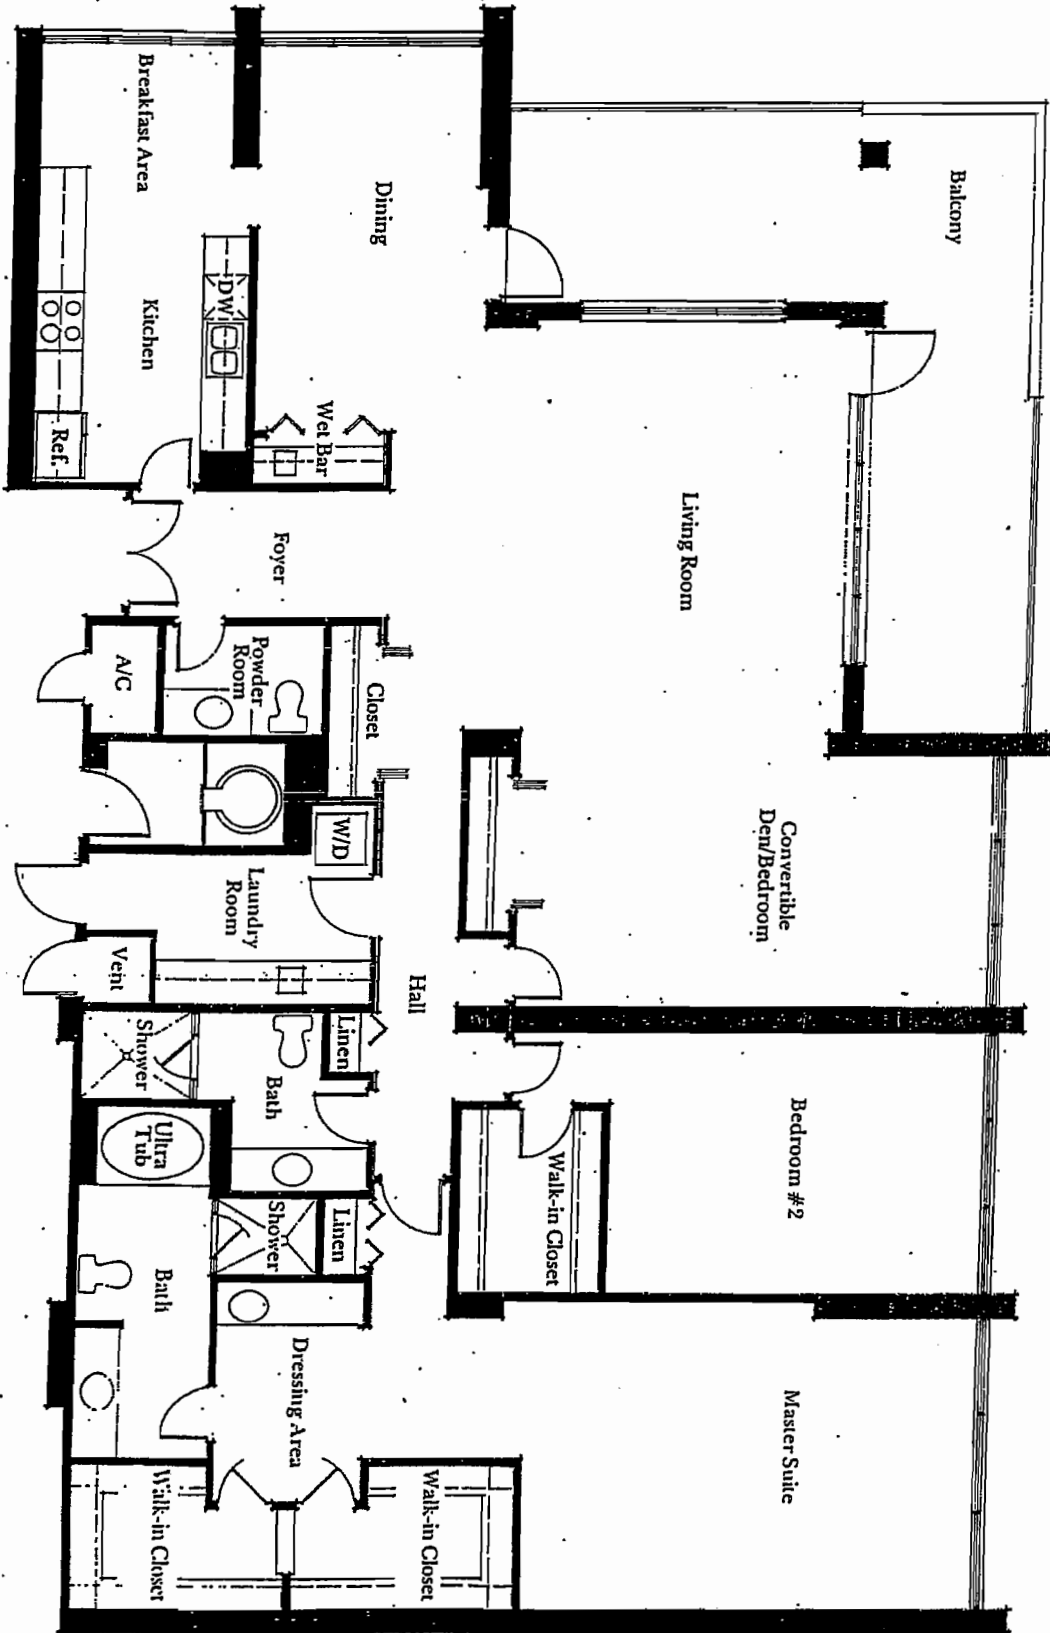 Breakfast Area
Kitchen
Ref.
DW
Dining
Wet Bar
Balcony
Living Room
Foyer
A/C
Powder
Room
Closet
W/D
Laundry
Room
Vent
Hall
Convertible
Den/Bedroom
Linen
Shower
Bath
Ultra
Tub
Shower
Linen
Walk-in Closet
Bedroom #2
Bath
Dressing Area
Master Suite
Walk-in Closet
Walk-in Closet